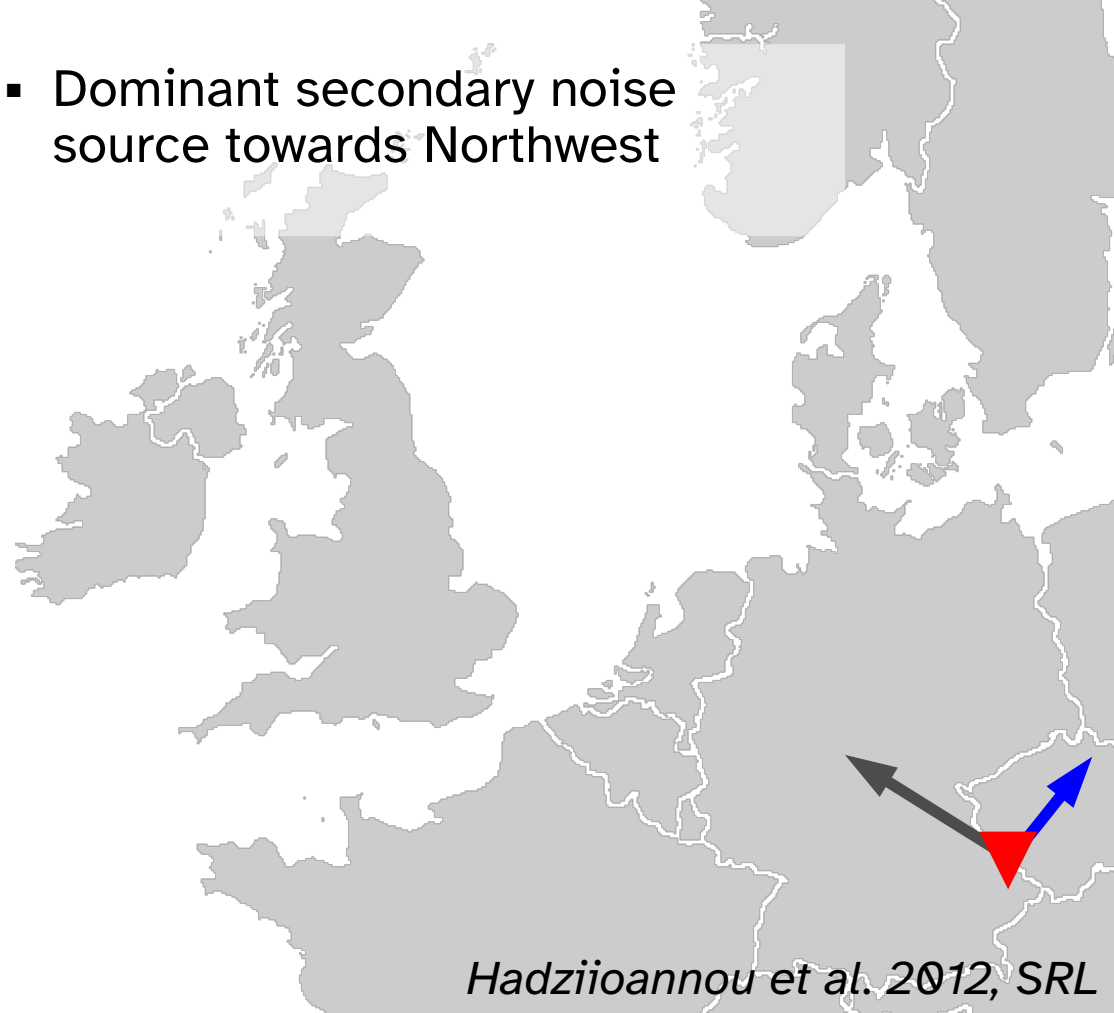 ▪ Dominant secondary noise
source towards Northwest
Hadziioannou et al. 2012, SRL